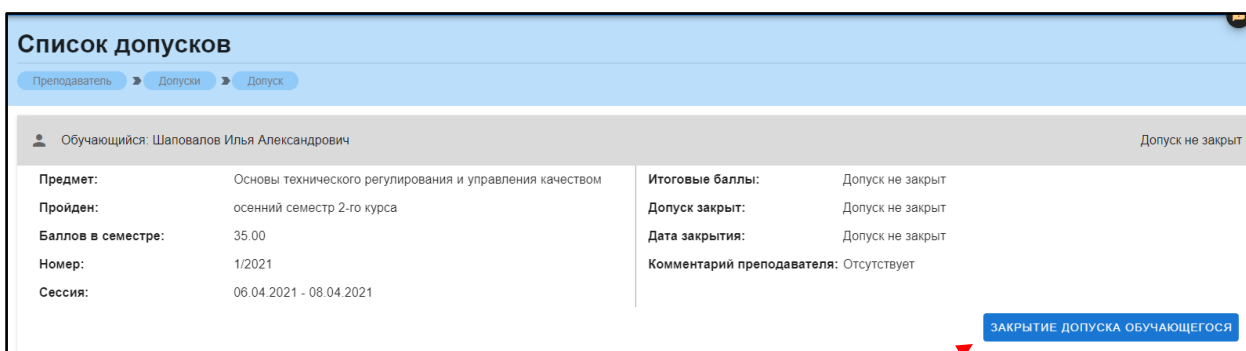 Список допусков
Преподаватель Допуски Допуск
Обучающийся: Шаповалов Илья Александрович Допуск не закрыт
Предмет: Основы технического регулирования и управления качеством Итоговые баллы: Допуск не закрыт
Пройден: осенний семестр 2-го курса Допуск закрыт: Допуск не закрыт
Баллов в семестре: 35.00 Дата закрытия: Допуск не закрыт
Номер: 1/2021 Комментарий преподавателя: Отсутствует
Сессия: 06.04.2021 - 08.04.2021
ЗАКРЫТИЕ ДОПУСКА ОБУЧАЮЩЕГОСЯ